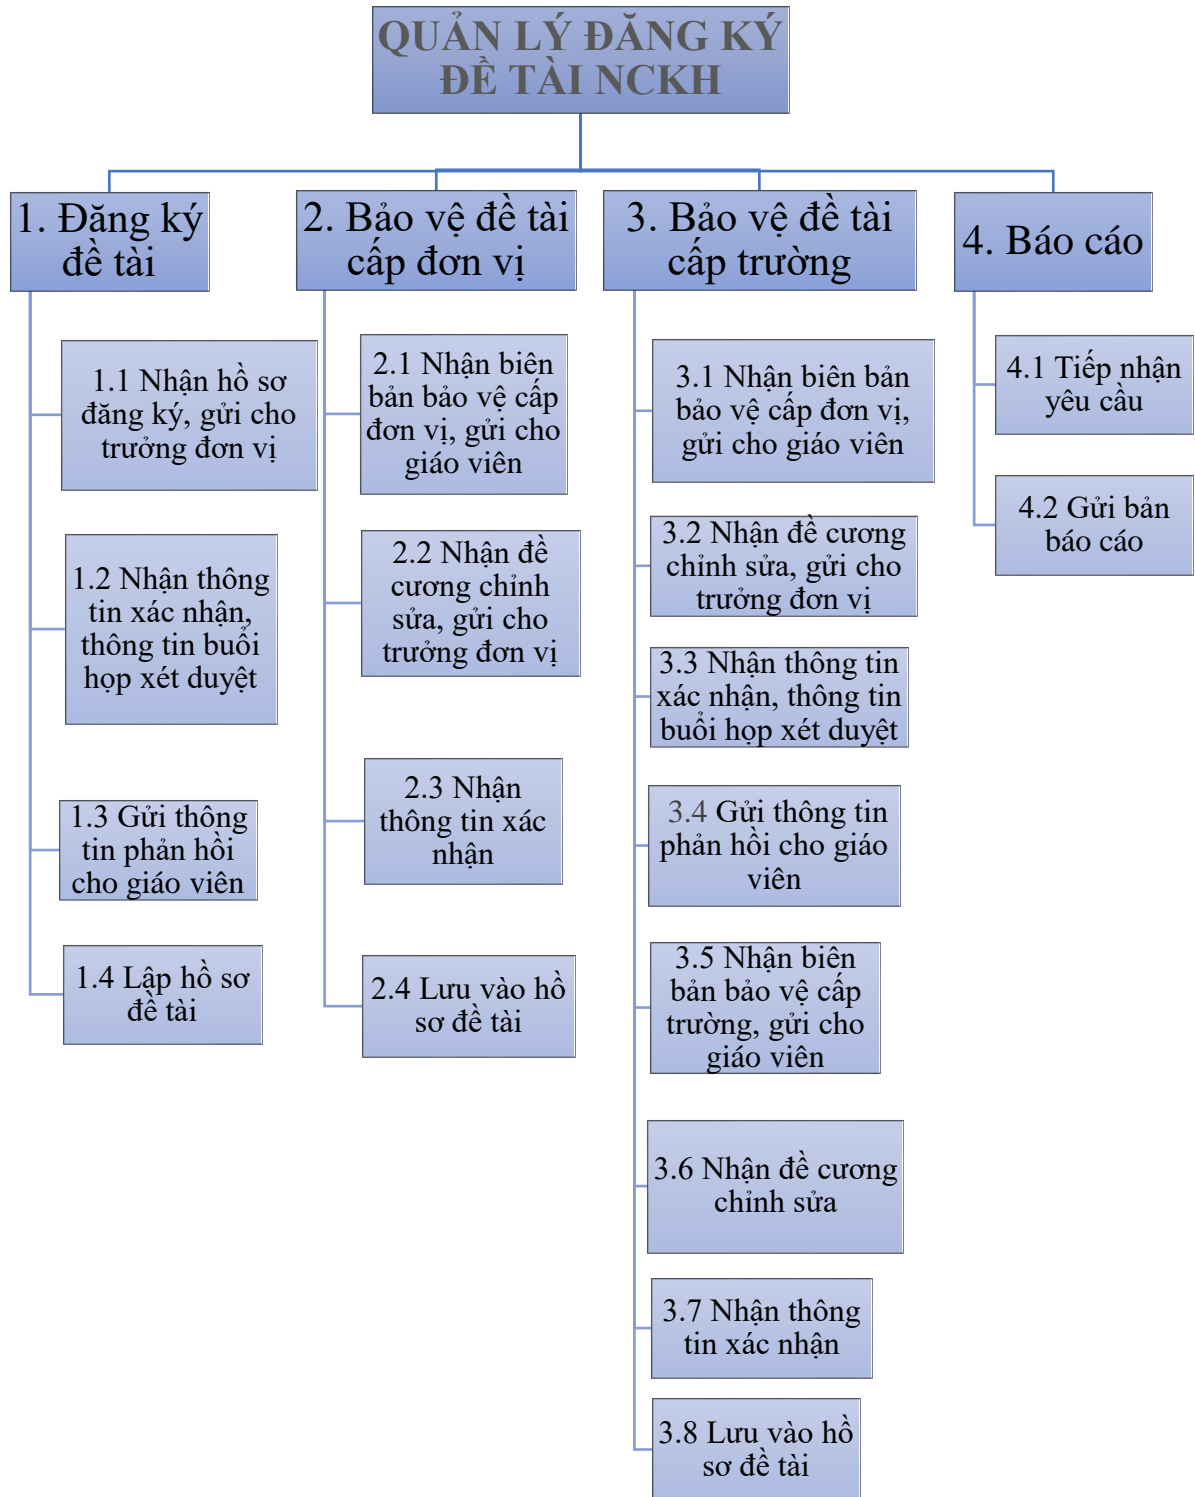 QUẢN LÝ ĐĂNG KÝ
ĐỀ TÀI NCKH
1. Đăng ký
đề tài
1.1 Nhận hồ sơ
đăng ký, gửi cho
trưởng đơn vị
1.2 Nhận thông
tin xác nhận,
thông tin buổi
họp xét duyệt
1.3 Gửi thông
tin phản hồi
cho giáo viên
1.4 Lập hồ sơ
đề tài
2. Bảo vệ đề tài
cấp đơn vị
2.1 Nhận biên
bản bảo vệ cấp
đơn vị, gửi cho
giáo viên
2.2 Nhận đề
cương chỉnh
sửa, gửi cho
trưởng đơn vị
2.3 Nhận
thông tin xác
nhận
2.4 Lưu vào hồ
sơ đề tài
3. Bảo vệ đề tài
cấp trường
3.1 Nhận biên bản
bảo vệ cấp đơn vị,
gửi cho giáo viên
3.2 Nhận đề cương
chỉnh sửa, gửi cho
trưởng đơn vị
3.3 Nhận thông tin
xác nhận, thông tin
buổi họp xét duyệt
3.4 Gửi thông tin
phản hồi cho giáo
viên
3.5 Nhận biên
bản bảo vệ cấp
trường, gửi cho
giáo viên
3.6 Nhận đề cương
chỉnh sửa
3.7 Nhận thông
tin xác nhận
3.8 Lưu vào hồ
sơ đề tài
4. Báo cáo
4.1 Tiếp nhận
yêu cầu
4.2 Gửi bản
báo cáo